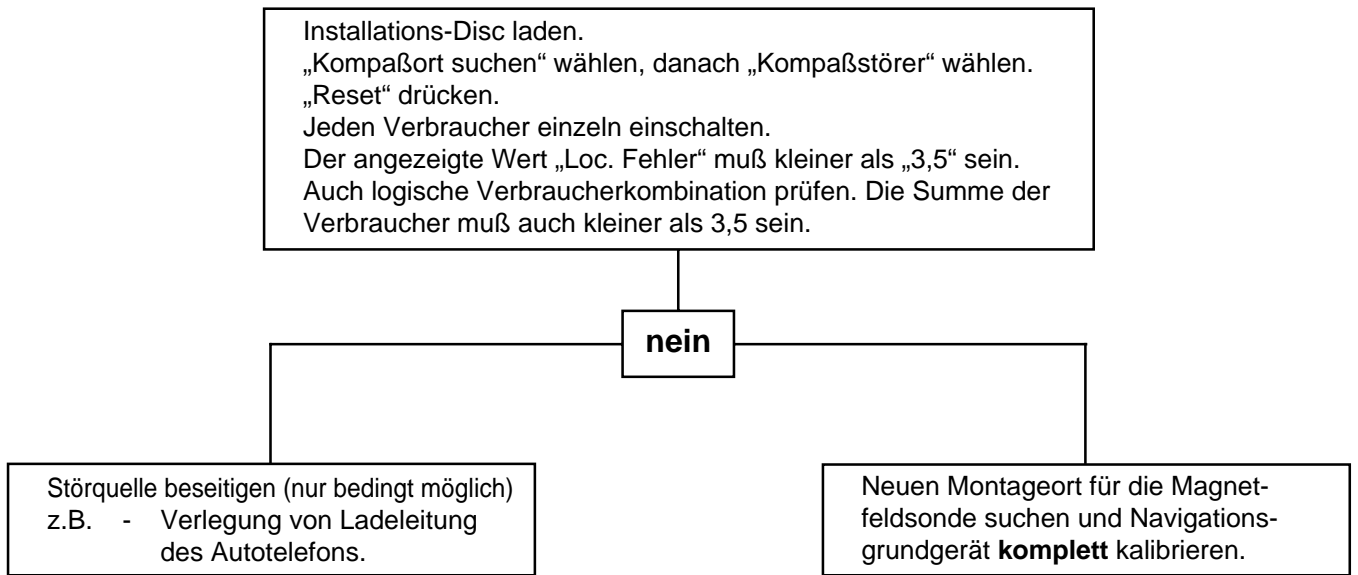 Installations-Disc laden.
„Kompaßort suchen“ wählen, danach „Kompaßstörer“ wählen.
„Reset“ drücken.
Jeden Verbraucher einzeln einschalten.
Der angezeigte Wert „Loc. Fehler“ muß kleiner als „3,5“ sein.
Auch logische Verbraucherkombination prüfen. Die Summe der
Verbraucher muß auch kleiner als 3,5 sein.
nein
Störquelle beseitigen (nur bedingt möglich)
z.B. - Verlegung von Ladeleitung
des Autotelefons.
Neuen Montageort für die Magnet-
feldsonde suchen und Navigations-
grundgerät komplett kalibrieren.